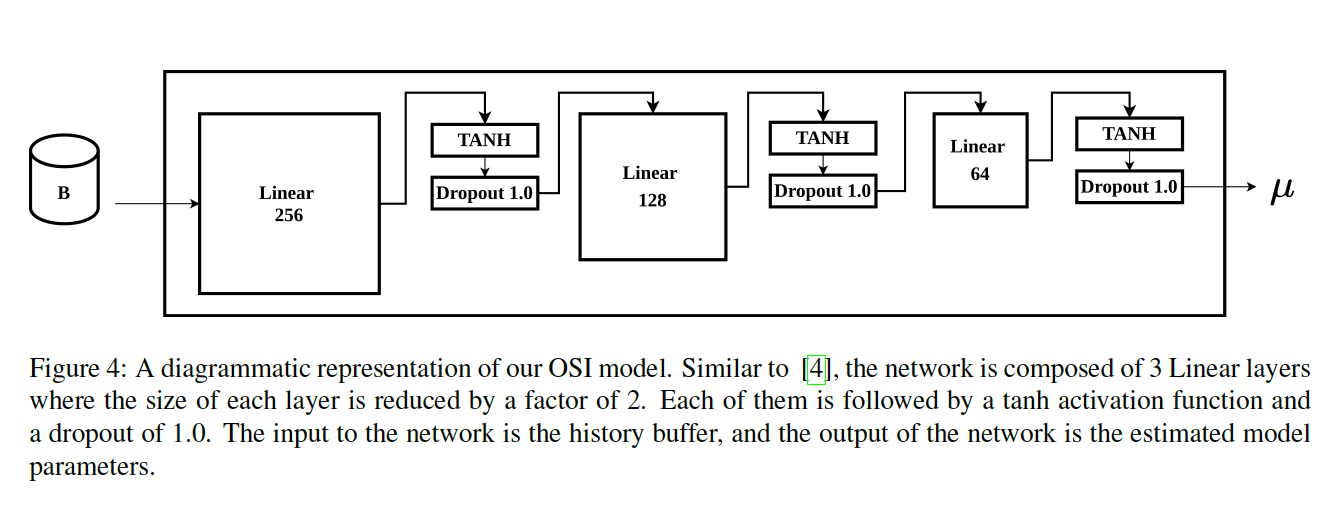 B
Linear
256
TANH
Dropout 1.0
Linear
128
TANH
Dropout 1.0
Linear
64
TANH
Dropout 1.0
μ
Figure 4: A diagrammatic representation of our OSI model. Similar to [4], the network is composed of 3 Linear layers
where the size of each layer is reduced by a factor of 2. Each of them is followed by a tanh activation function and
a dropout of 1.0. The input to the network is the history buffer, and the output of the network is the estimated model
parameters.